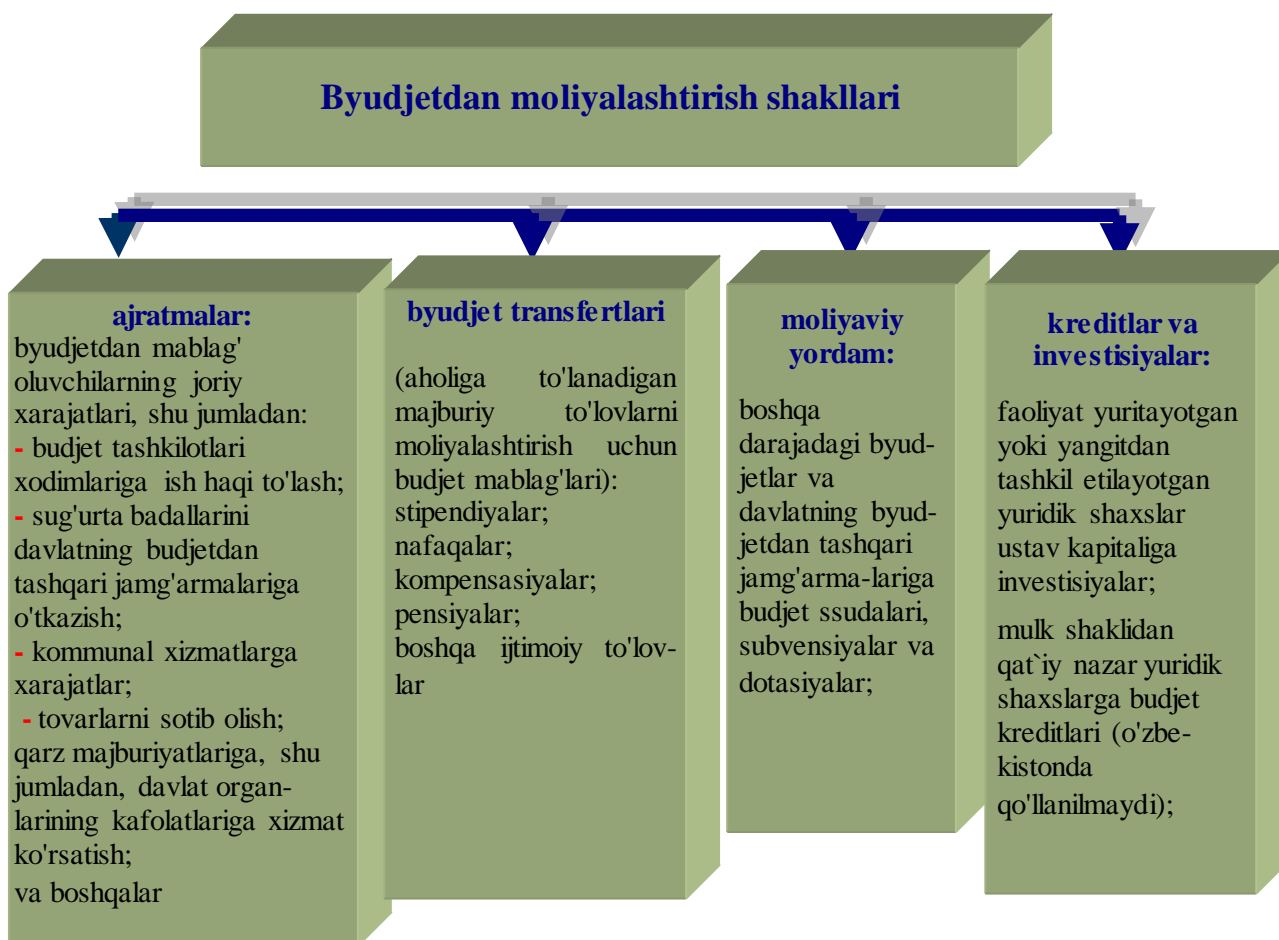 Byudjetdan moliyalashtirish shakllari
ajratmalar:
byudjetdan mablag'
oluvchilarning joriy
xarajatlari, shu jumladan:
- budjet tashkilotlari
xodimlariga ish haqi to'lash;
- sug'urta badallarini
davlatning budjetdan
tashqari jamg'armalariga
o'tkazish;
- kommunal xizmatlarga
xarajatlar;
- tovarlarni sotib olish;
qarz majburiyatlariga, shu
jumladan, davlat organ-
larining kafolatlariga xizmat
ko'rsatish;
va boshqalar
byudjet transfertlari
(aholiga to'lanadigan
majburiy to'lovlarni
moliyalashtirish uchun
budjet mablag'lari):
stipendiyalar;
nafaqalar;
kompensasiyalar;
pensiyalar;
boshqa ijtimoiy to'lov-
lar
moliyaviy
yordam:
boshqa
darajadagi byud-
jetlar va
davlatning byud-
jetdan tashqari
jamg'arma-lariga
budjet ssudalari,
subvensiyalar va
dotasiyalar;
kreditlar va
investisiyalar:
faoliyat yuritayotgan
yoki yangitdan
tashkil etilayotgan
yuridik shaxslar
ustav kapitaliga
investisiyalar;
mulk shaklidan
qat`iy nazar yuridik
shaxslarga budjet
kreditlari (o'zbe-
kistonda
qo'llanilmaydi);